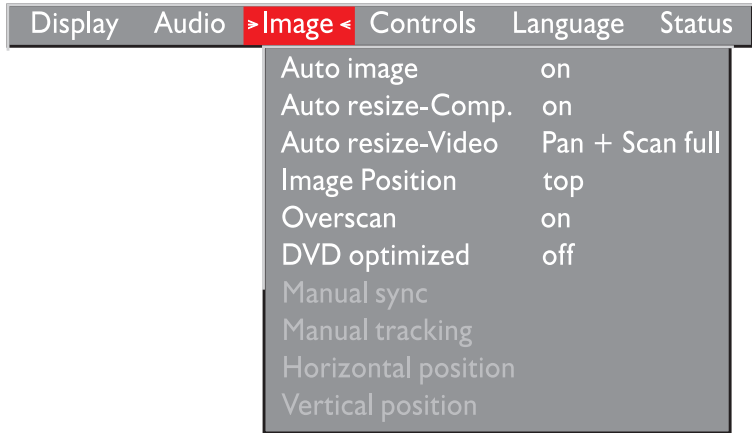 Display Audio >Image< Controls Language Status
Auto image on
Auto resize-Comp. on
Auto resize-Video Pan + Scan full
Image Position top
Overscan on
DVD optimized off
Manual sync
Manual tracking
Horizontal position
Vertical position